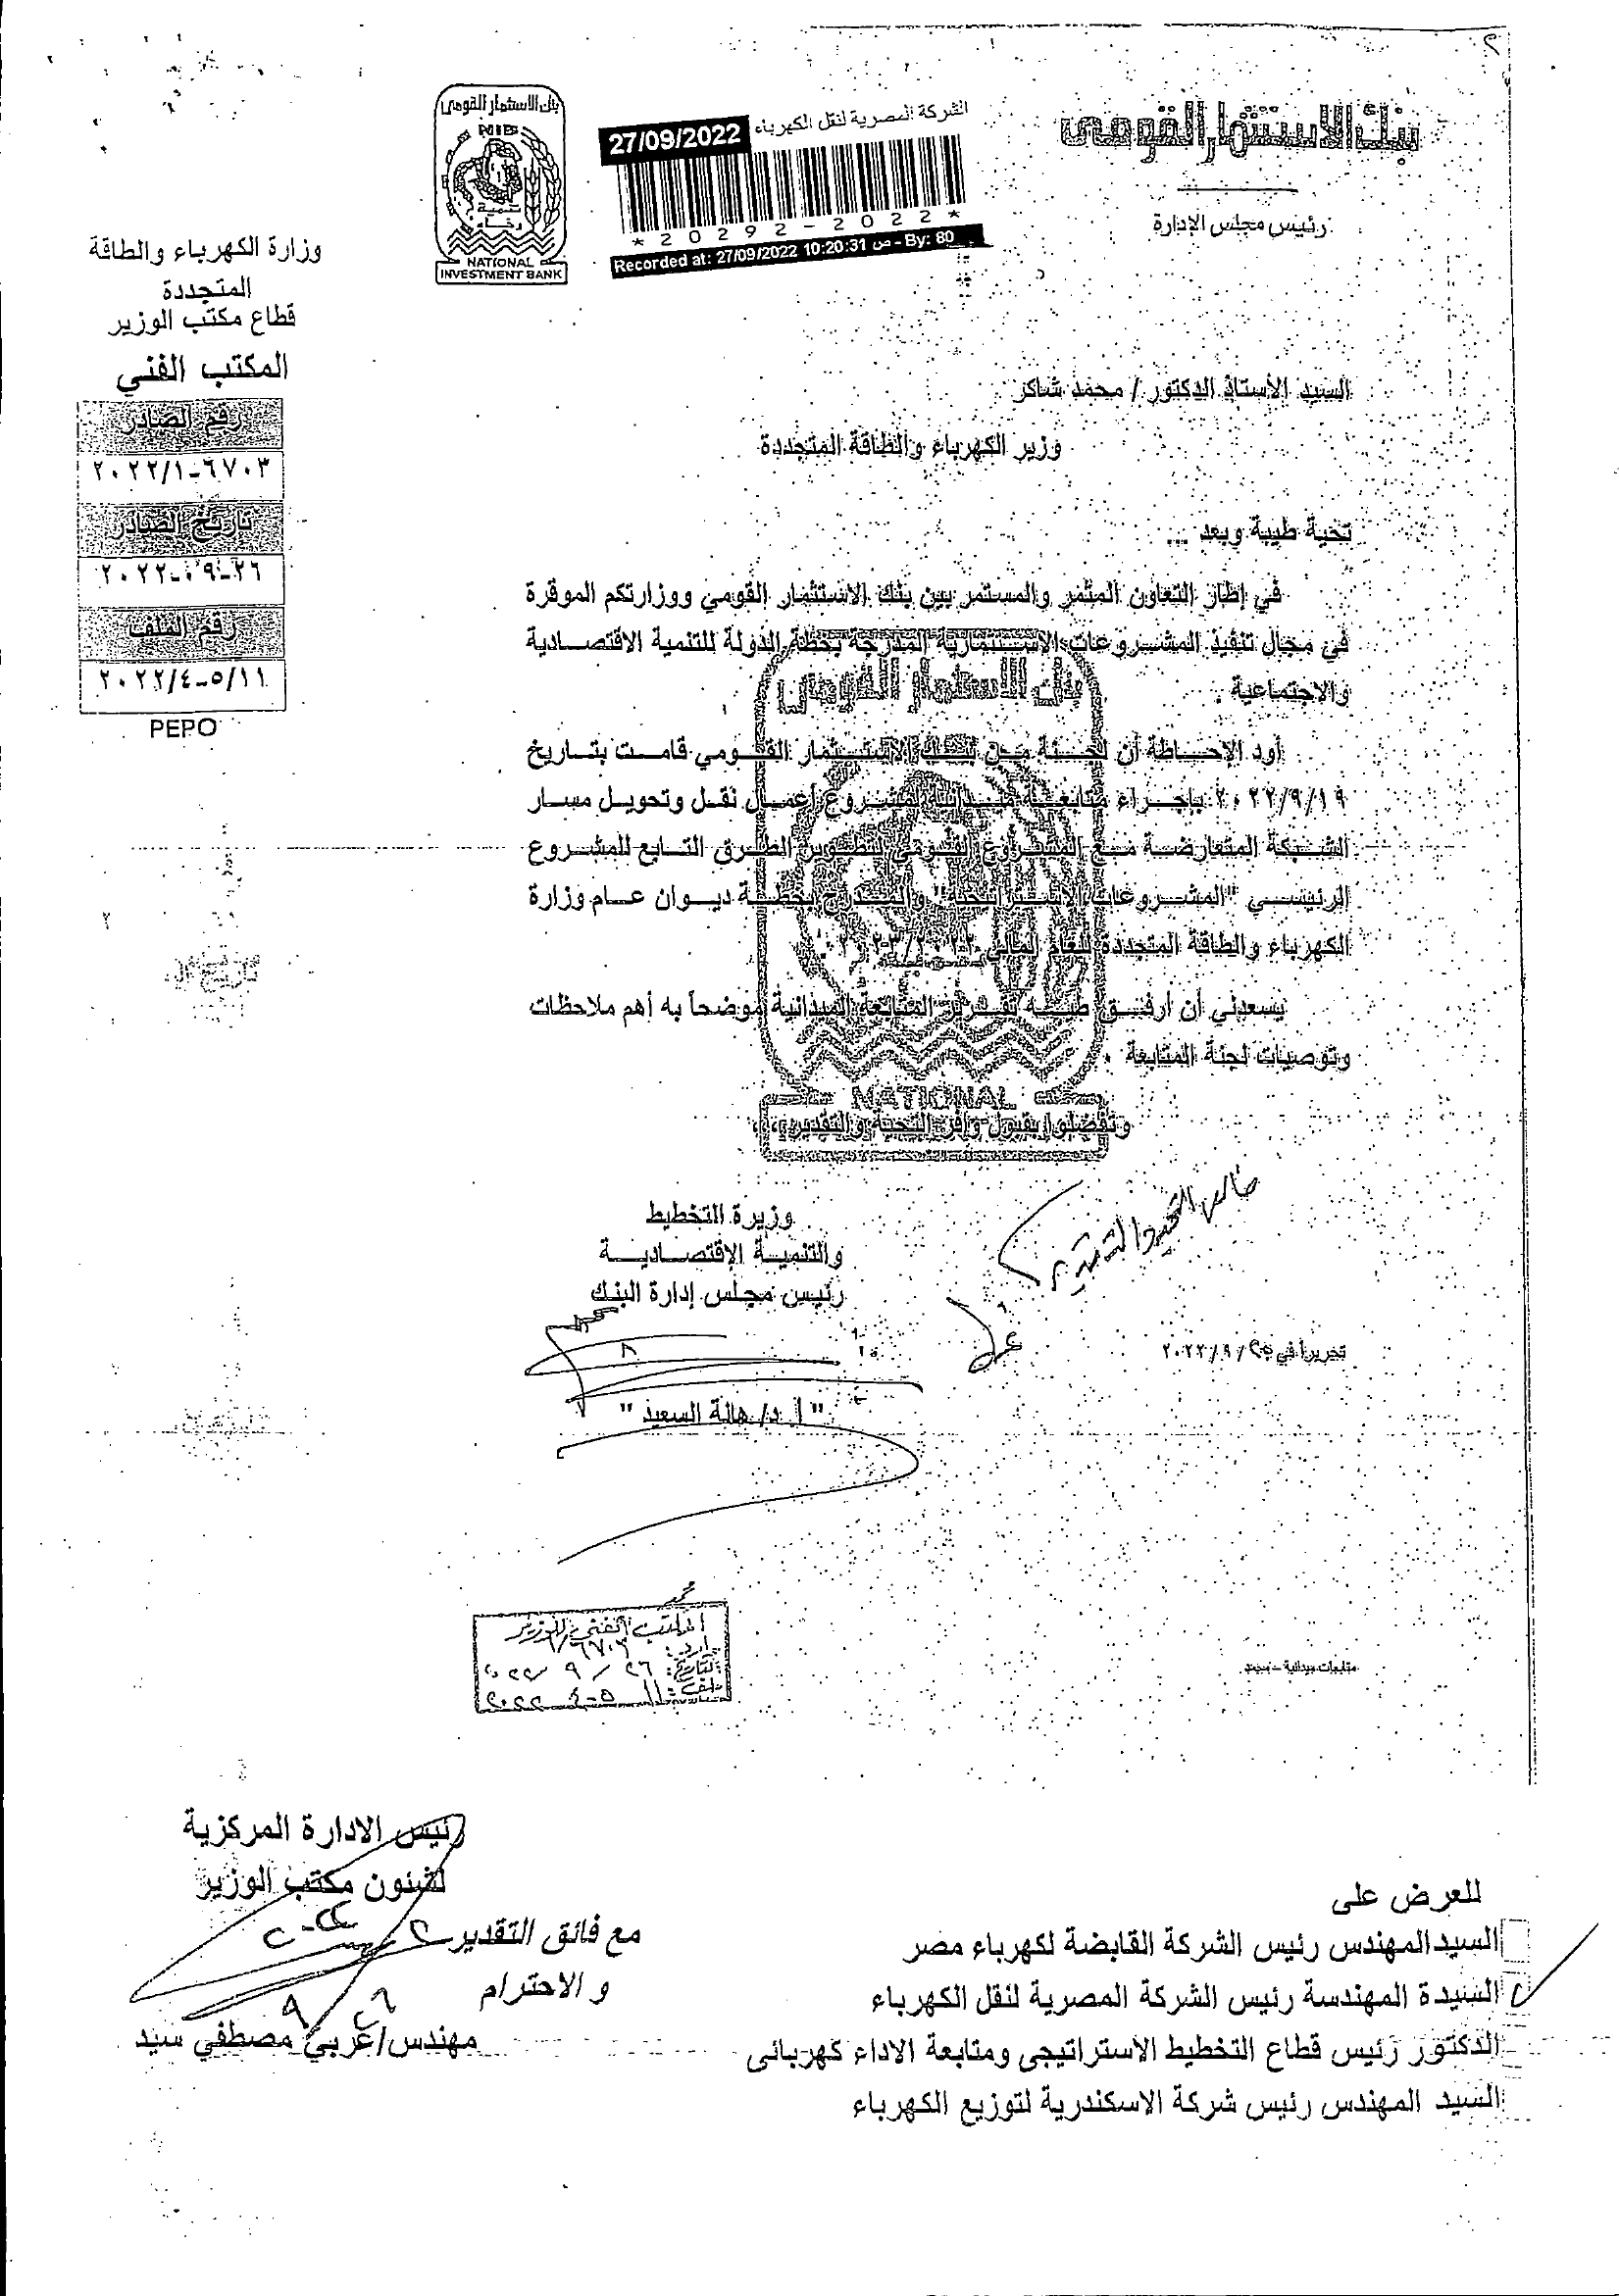 بنك الاستثمار القومى
رئيس مجلس الإدارة
الشركة المصرية لنقل الكهرباء
27/09/2022
*20292-2022*
Recorded at: 27/09/2022 10:20:31 ص - By: 80
بنك الاستثمار القومى
NIB
تنمية
رخاء
NATIONAL
INVESTMENT BANK
وزارة الكهرباء والطاقة
المتجددة
قطاع مكتب الوزير
المكتب الفني
رقم الصادر
٢٠٢٢/١-٦٧٠٣
تاريخ الصادر
٢٠٢٢-٠٩-٢٦
رقم الملف
٢٠٢٢/٤-٥/١١
PEPO
السيد الأستاذ الدكتور / محمد شاكر
وزير الكهرباء والطاقة المتجددة
تحية طيبة وبعد ...
في إطار التعاون المثمر والمستمر بين بنك الاستثمار القومي ووزارتكم الموقرة
في مجال تنفيذ المشروعات الاستثمارية المدرجة بخطة الدولة للتنمية الاقتصادية
والاجتماعية .
أود الإحاطة أن لجنة من بنك الاستثمار القومي قامت بتاريخ
٢٠٢٢/٩/١٩ بإجراء متابعة ميدانية لمشروع أعمال نقل وتحويل مسار
الشبكة المتعارضة مع المشروع القومي لتطوير الطرق التابع للمشروع
الرئيسي "المشروعات الاستراتيجية" والمدرج بخطة ديوان عام وزارة
الكهرباء والطاقة المتجددة للعام المالي
يسعدني أن أرفق طيه تقرير المتابعة الميدانية موضحاً به أهم ملاحظات
وتوصيات لجنة المتابعة .
NATIONAL
وتفضلوا بقبول وافر التحية والتقدير،،،
وزيرة التخطيط
والتنمية الإقتصادية
رئيس مجلس إدارة البنك
تحريرا في ٢٥ / ٩ / ٢٠٢٢
" أ.د/ هالة السعيد "
المكتب الفني للوزير
وارد: ١/٦٧٠٣
التاريخ: ٢٦ / ٩ / ٢٠٢٢
ملف: ١١ ٥-٤ ٢٠٢٢
متابعات ميدانية -
رئيس الادارة المركزية
لشئون مكتب الوزير
مع فائق التقدير
و الاحترام
٢٦ / ٩
مهندس/عربي مصطفي سيد
للعرض على
السيد المهندس رئيس الشركة القابضة لكهرباء مصر
السيدة المهندسة رئيس الشركة المصرية لنقل الكهرباء
الدكتور رئيس قطاع التخطيط الاستراتيجى ومتابعة الاداء كهربائى
السيد المهندس رئيس شركة الاسكندرية لتوزيع الكهرباء